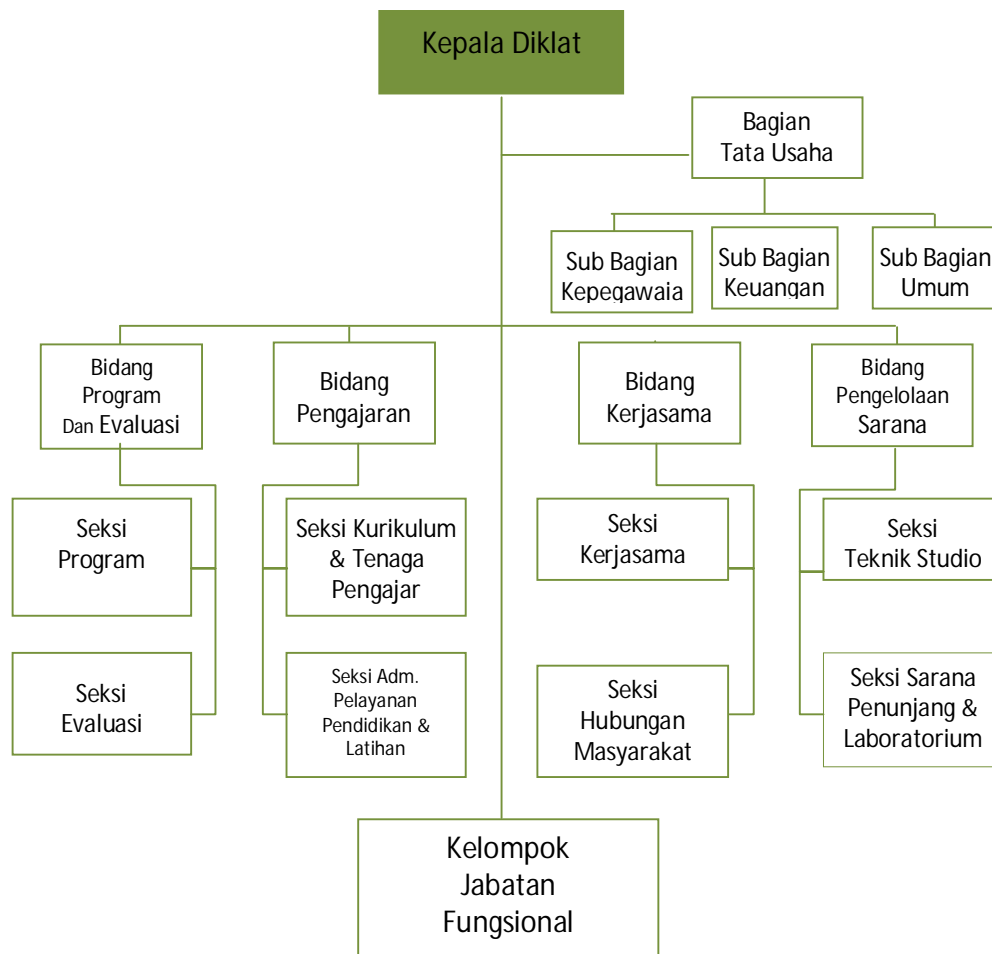 Kepala Diklat
Bagian
Tata Usaha
Sub Bagian
Kepegawaia
Sub Bagian
Keuangan
Sub Bagian
Umum
Bidang
Program
Dan Evaluasi
Bidang
Pengajaran
Bidang
Kerjasama
Bidang
Pengelolaan
Sarana
Seksi
Program
Seksi Kurikulum
& Tenaga
Pengajar
Seksi
Kerjasama
Seksi
Teknik Studio
Seksi
Evaluasi
Seksi Adm.
Pelayanan
Pendidikan &
Latihan
Seksi
Hubungan
Masyarakat
Seksi Sarana
Penunjang &
Laboratorium
Kelompok
Jabatan
Fungsional